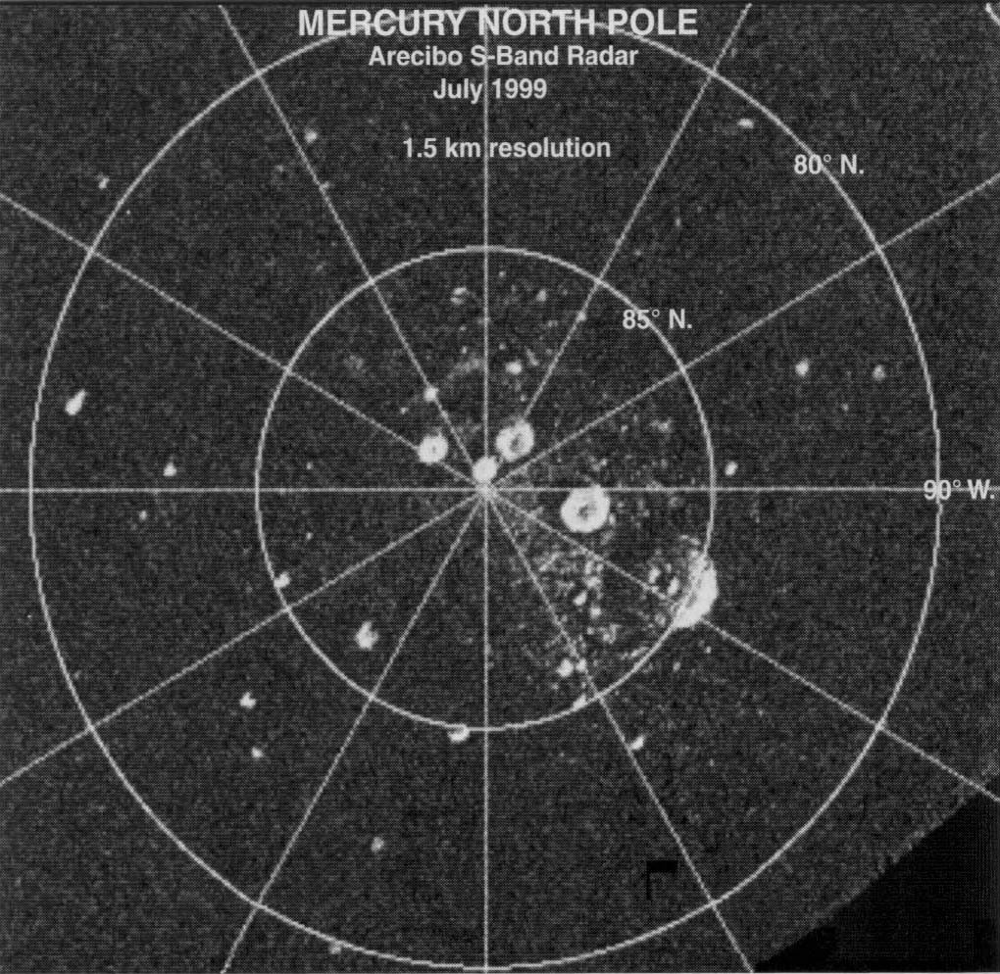 MERCURY NORTH POLE
Arecibo S-Band Radar
July 1999
1.5 km resolution
80° N.
85° N.
90° W.